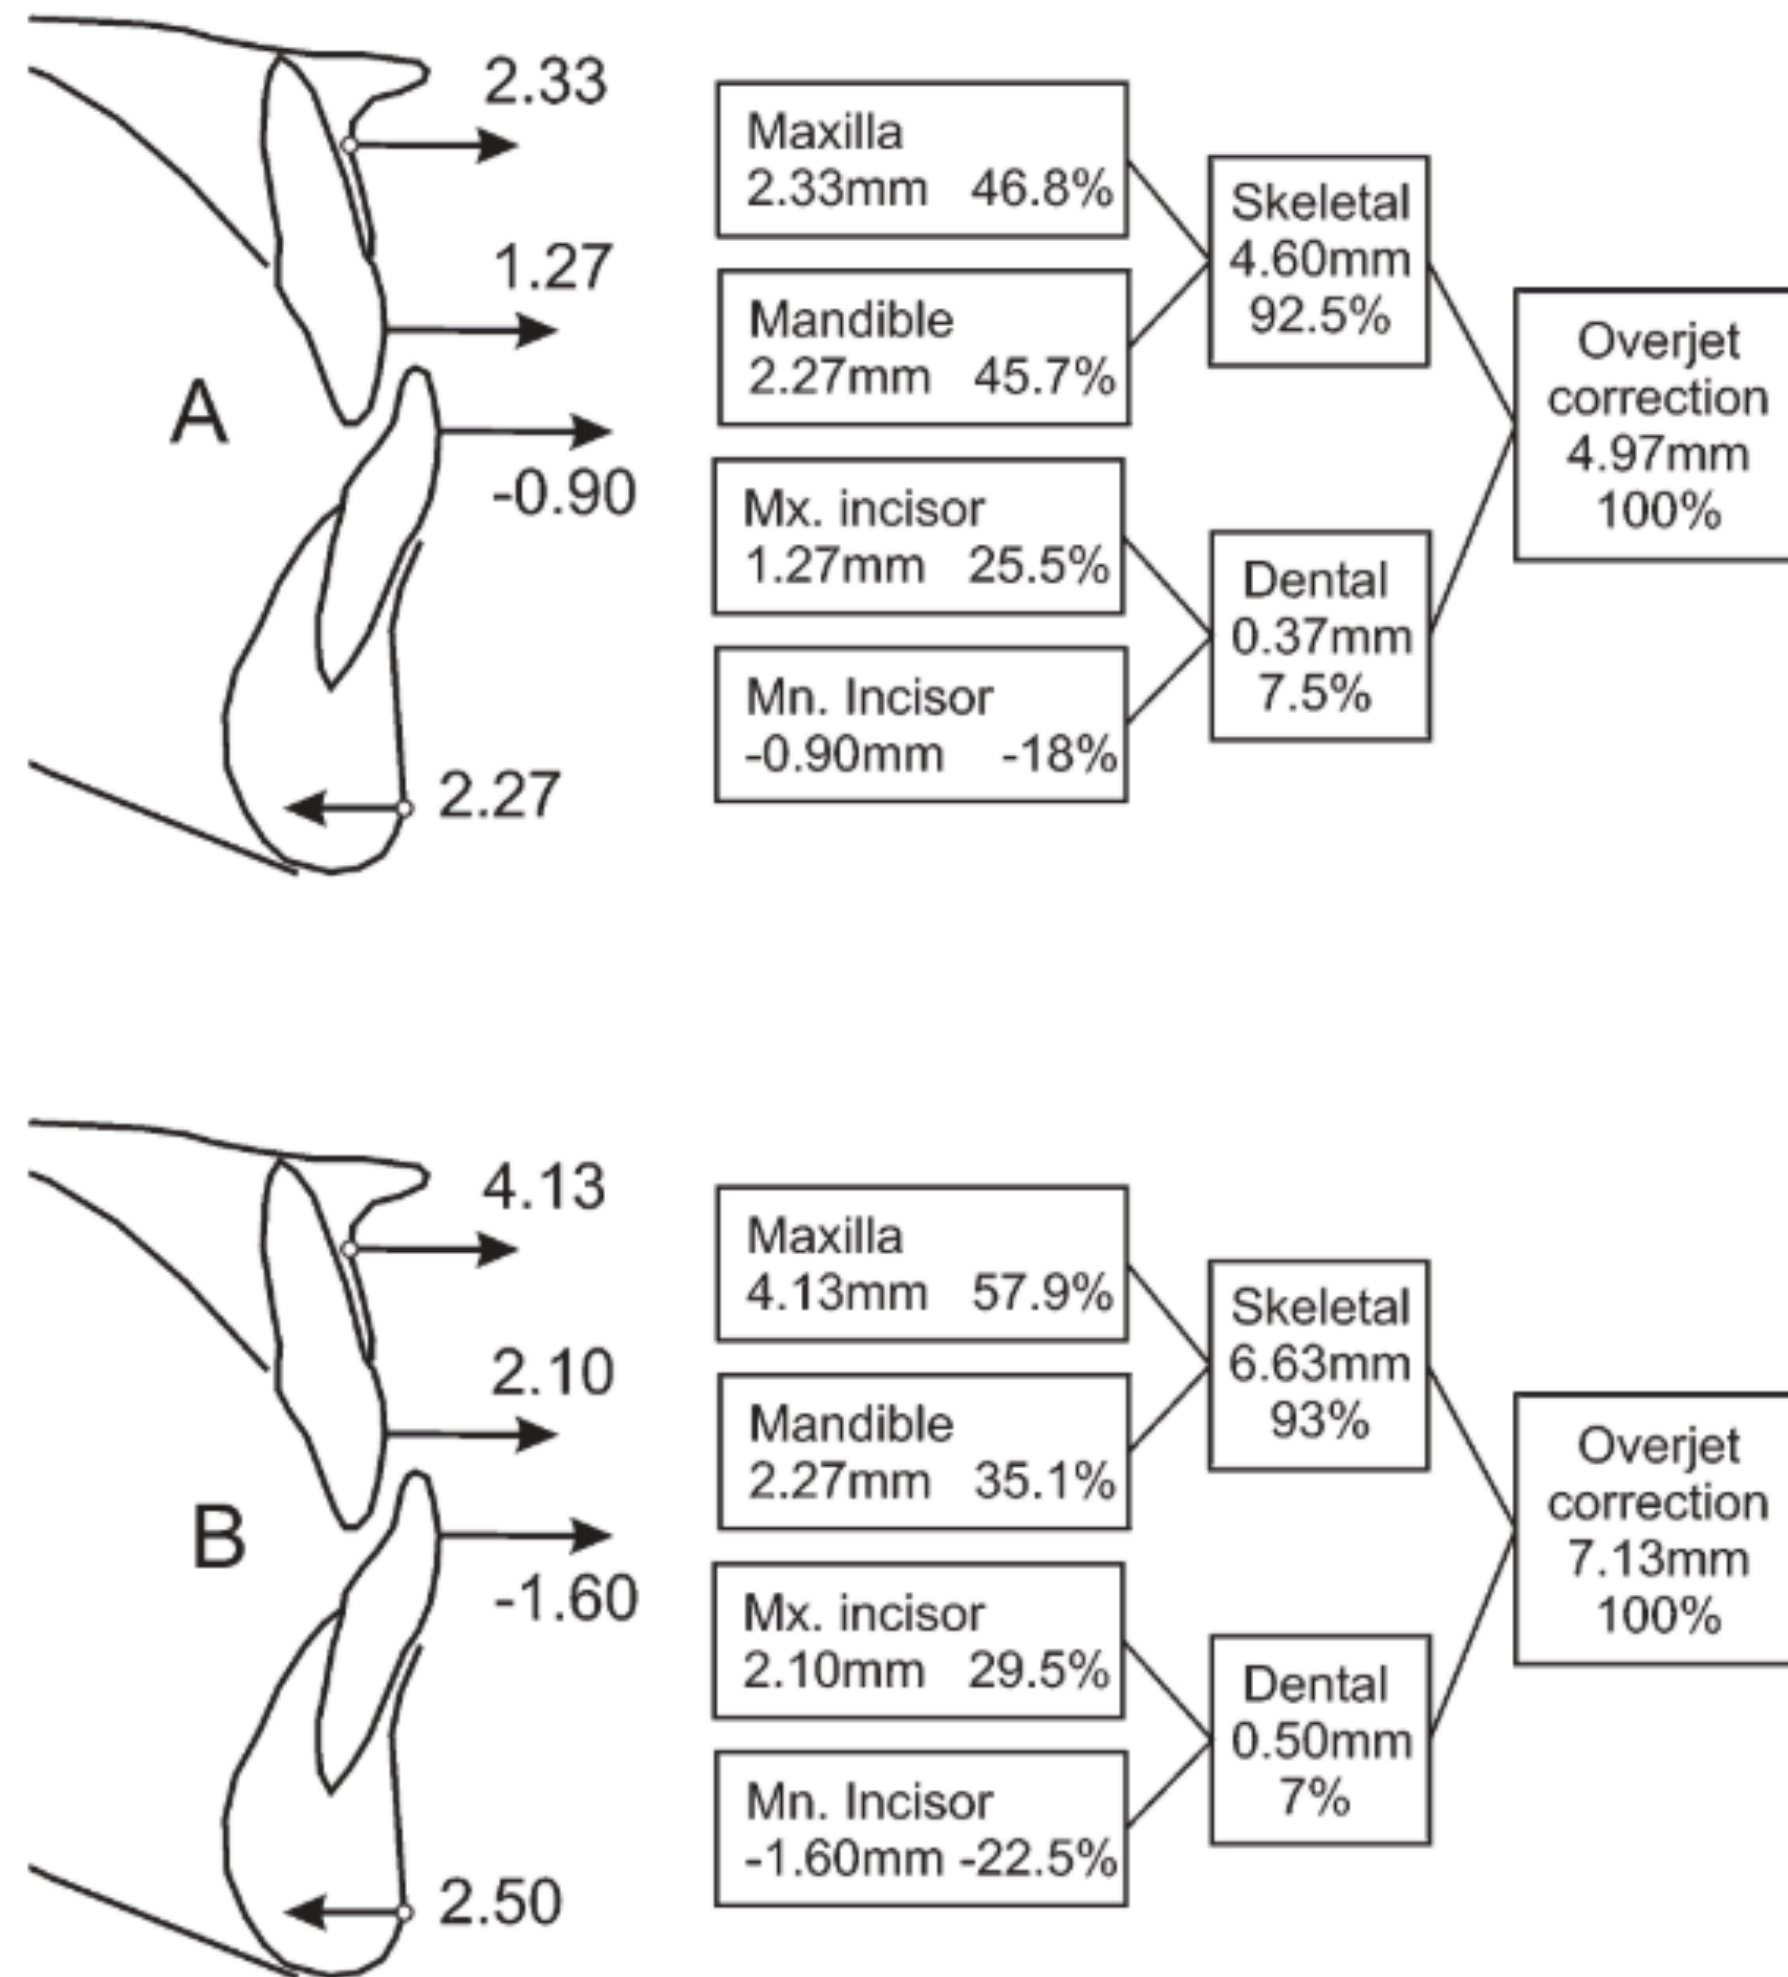 2.33
1.27
A
-0.90
2.27
Maxilla
2.33mm 46.8%
Mandible
2.27mm 45.7%
Mx. incisor
1.27mm 25.5%
Mn. Incisor
-0.90mm -18%
Skeletal
4.60mm
92.5%
Dental
0.37mm
7.5%
Overjet
correction
4.97mm
100%
4.13
2.10
B
-1.60
2.50
Maxilla
4.13mm 57.9%
Mandible
2.27mm 35.1%
Mx. incisor
2.10mm 29.5%
Mn. Incisor
-1.60mm -22.5%
Skeletal
6.63mm
93%
Dental
0.50mm
7%
Overjet
correction
7.13mm
100%